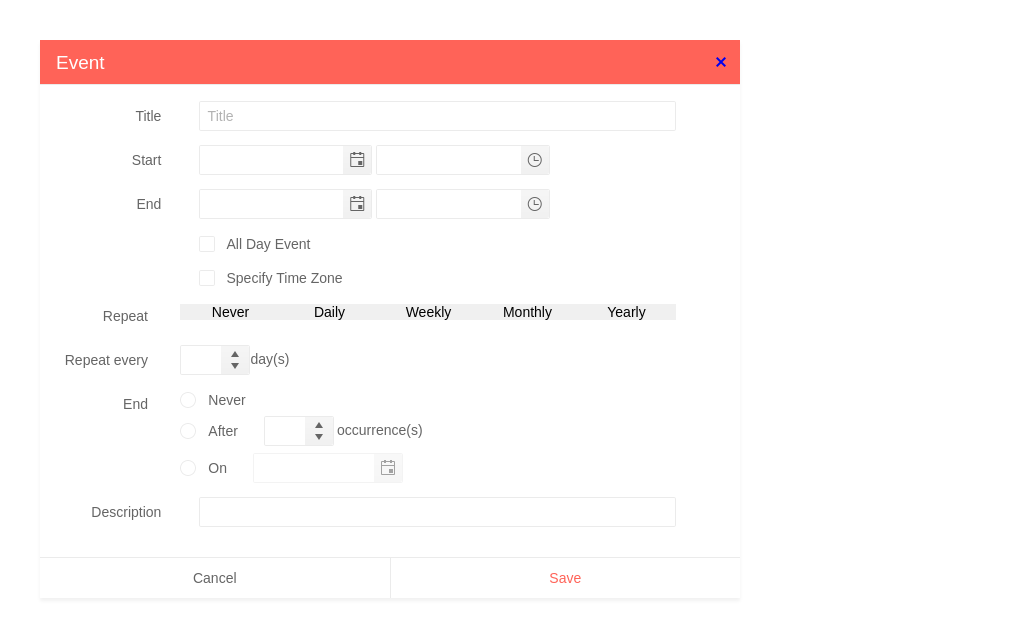 Event
Title Title
Start
End
All Day Event
Specify Time Zone
Repeat Never Daily Weekly Monthly Yearly
Repeat every day(s)
End Never
After occurrence(s)
On
Description
Cancel Save